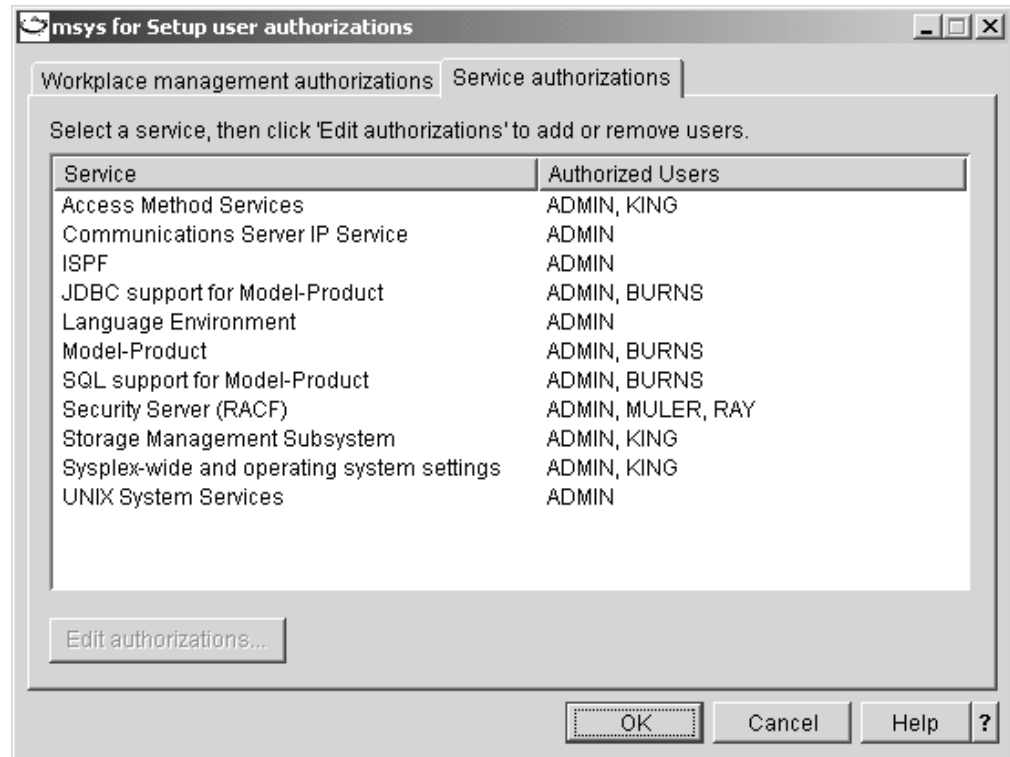 msys for Setup user authorizations
Workplace management authorizations Service authorizations
Select a service, then click 'Edit authorizations' to add or remove users.
Service Authorized Users
Access Method Services ADMIN, KING
Communications Server IP Service ADMIN
ISPF ADMIN
JDBC support for Model-Product ADMIN, BURNS
Language Environment ADMIN
Model-Product ADMIN, BURNS
SQL support for Model-Product ADMIN, BURNS
Security Server (RACF) ADMIN, MULER, RAY
Storage Management Subsystem ADMIN, KING
Sysplex-wide and operating system settings ADMIN, KING
UNIX System Services ADMIN
Edit authorizations...
OK Cancel Help ?